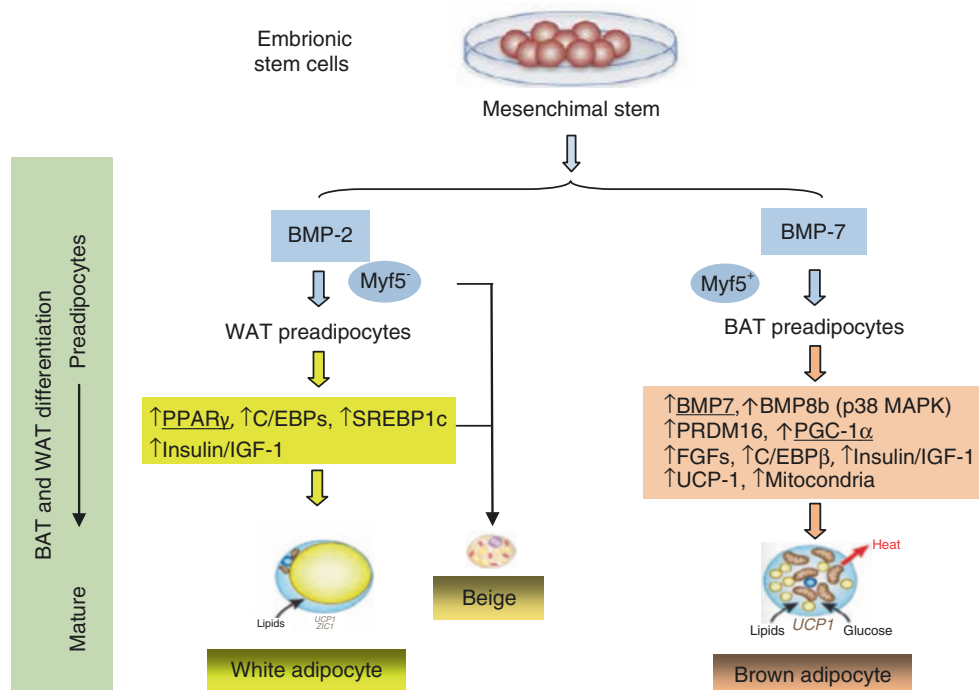 Embrionic
stem cells
Mesenchimal stem
BAT and WAT differentiation
Preadipocytes
Mature
BMP-2
Myf5⁻
WAT preadipocytes
↑PPARγ, ↑C/EBPs, ↑SREBP1c
↑Insulin/IGF-1
Lipids
UCP1
ZIC1
White adipocyte
Beige
BMP-7
Myf5⁺
BAT preadipocytes
↑BMP7, ↑BMP8b (p38 MAPK)
↑PRDM16, ↑PGC-1α
↑FGFs, ↑C/EBPβ, ↑Insulin/IGF-1
↑UCP-1, ↑Mitocondria
Heat
Lipids UCP1 Glucose
Brown adipocyte